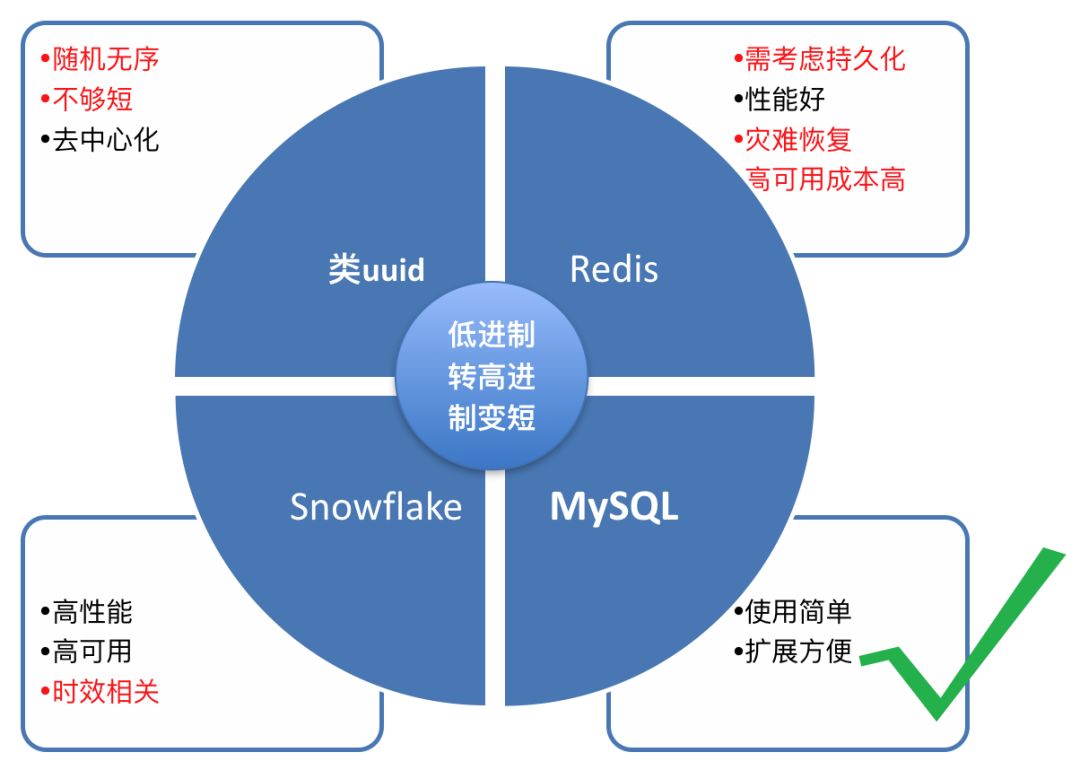 •随机无序
•不够短
•去中心化
•需考虑持久化
•性能好
•灾难恢复
高可用成本高
类uuid
Redis
低进制
转高进
制变短
Snowflake
MySQL
•高性能
•高可用
•时效相关
•使用简单
•扩展方便